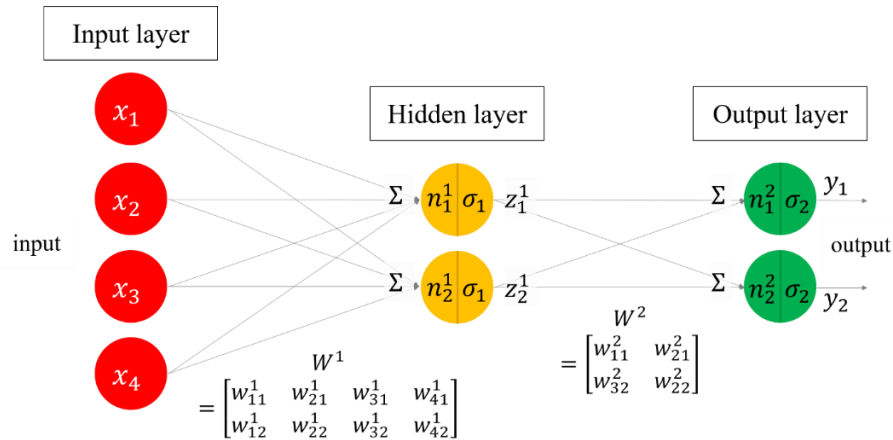 Input layer
Hidden layer
Output layer
input
x₁
x₂
x₃
x₄
Σ n₁¹ σ₁ z₁¹
Σ n₂¹ σ₁ z₂¹
Σ n₁² σ₂ y₁
Σ n₂² σ₂ y₂
output
W¹
= [w₁₁¹ w₂₁¹ w₃₁¹ w₄₁¹
w₁₂¹ w₂₂¹ w₃₂¹ w₄₂¹]
W²
= [w₁₁² w₂₁²
w₃₂² w₂₂²]